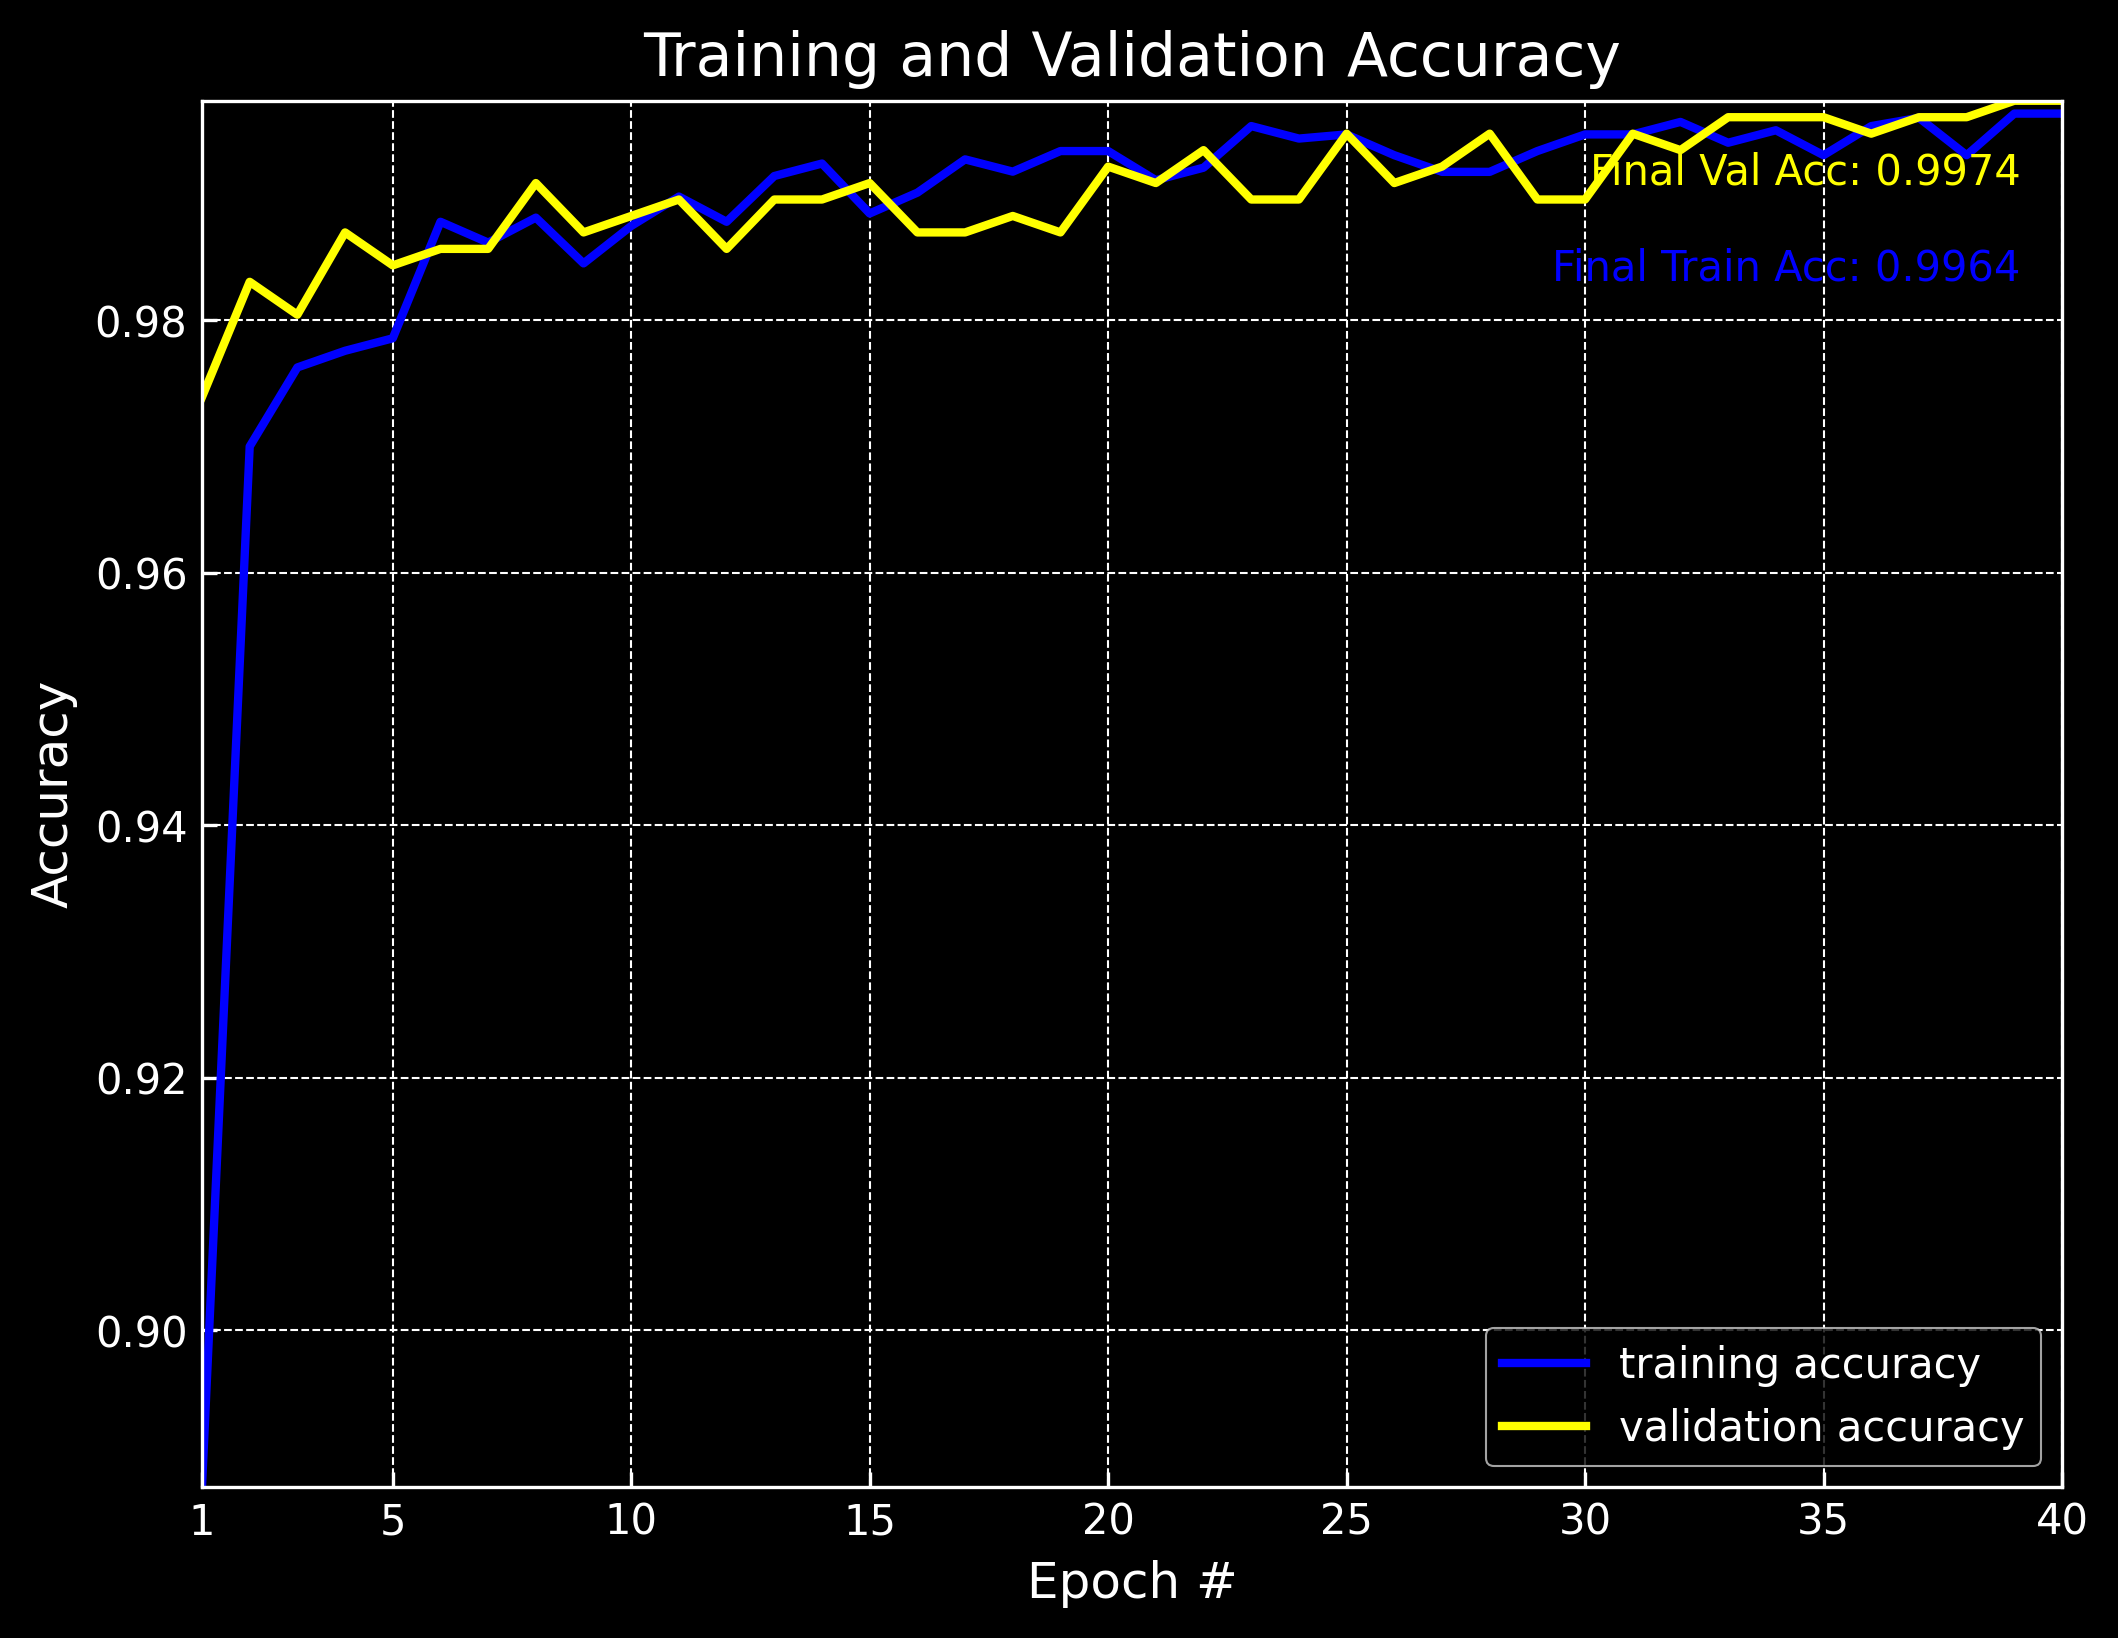 Training and Validation Accuracy
Final Val Acc: 0.9974
Final Train Acc: 0.9964
0.98
0.96
0.94
0.92
0.90
Accuracy
training accuracy
validation accuracy
1 5 10 15 20 25 30 35 40
Epoch #